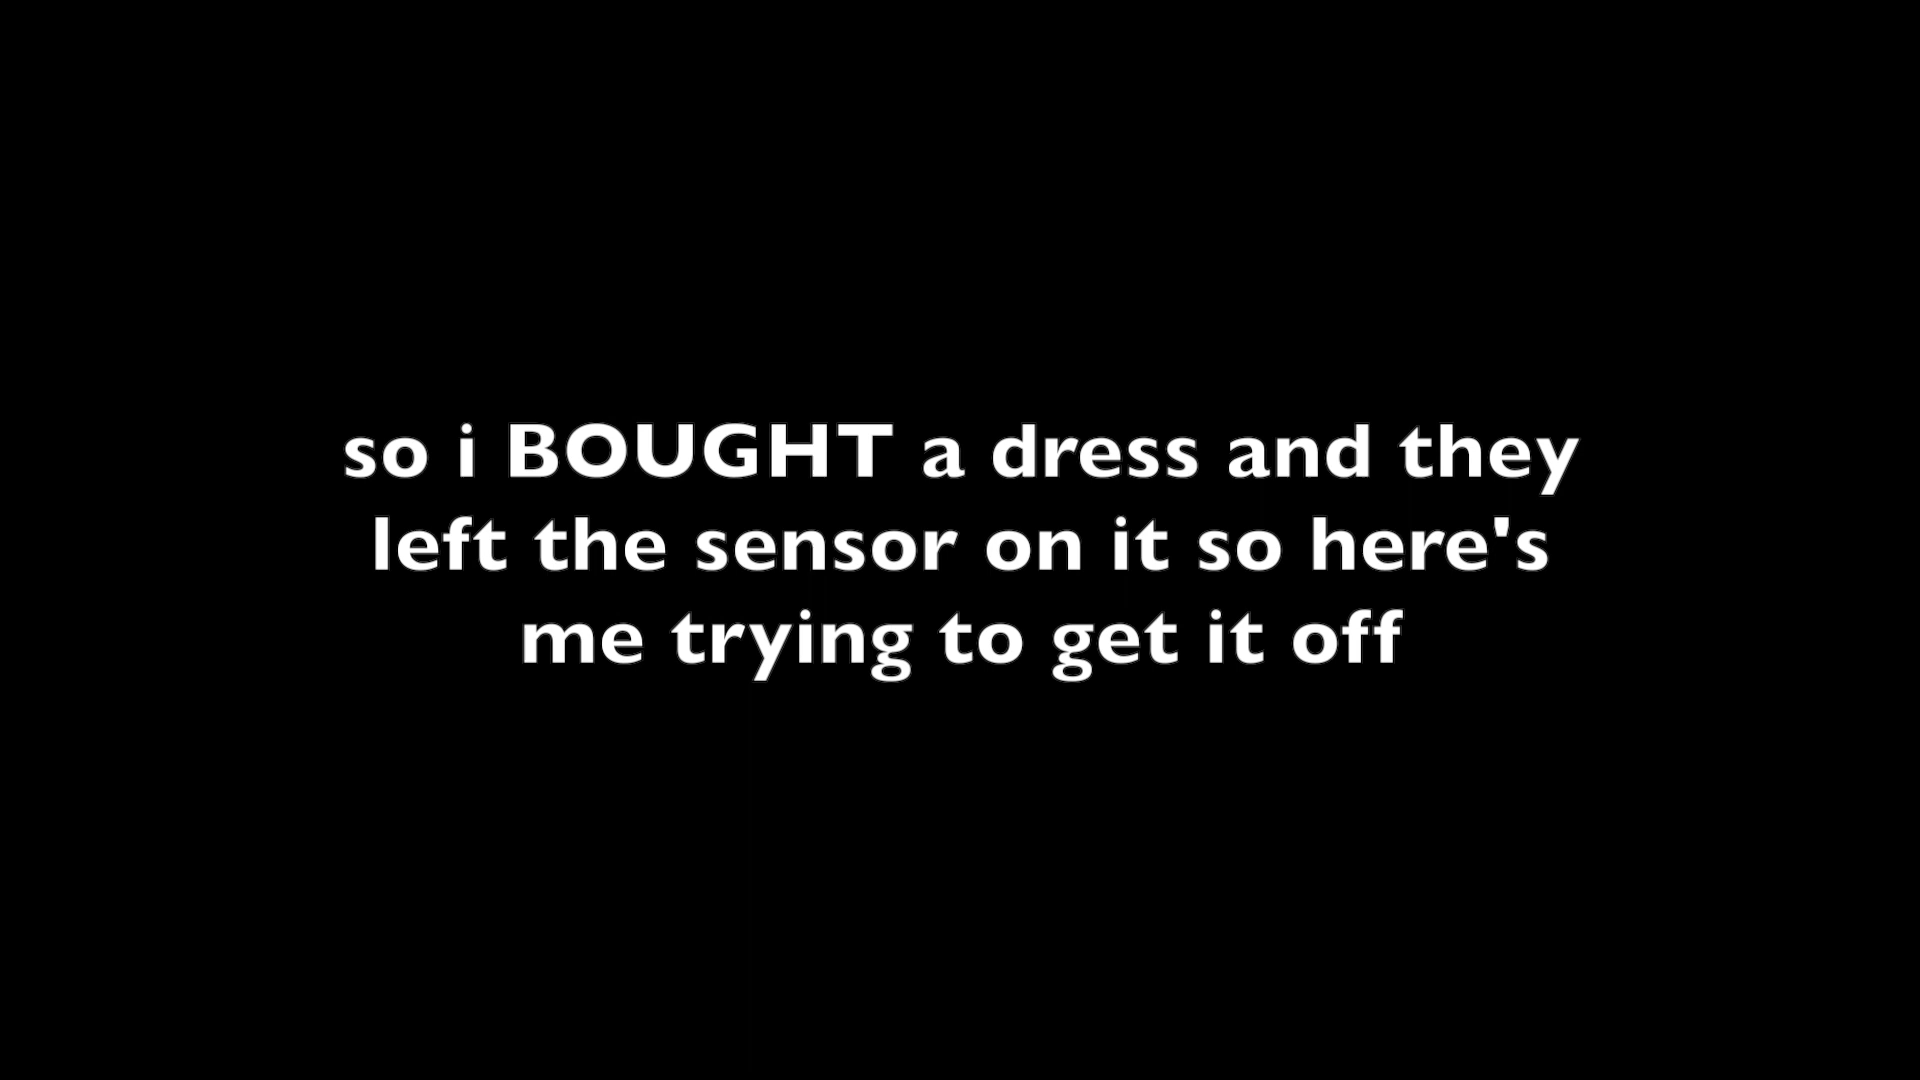 so i BOUGHT a dress and they
left the sensor on it so here's
me trying to get it off